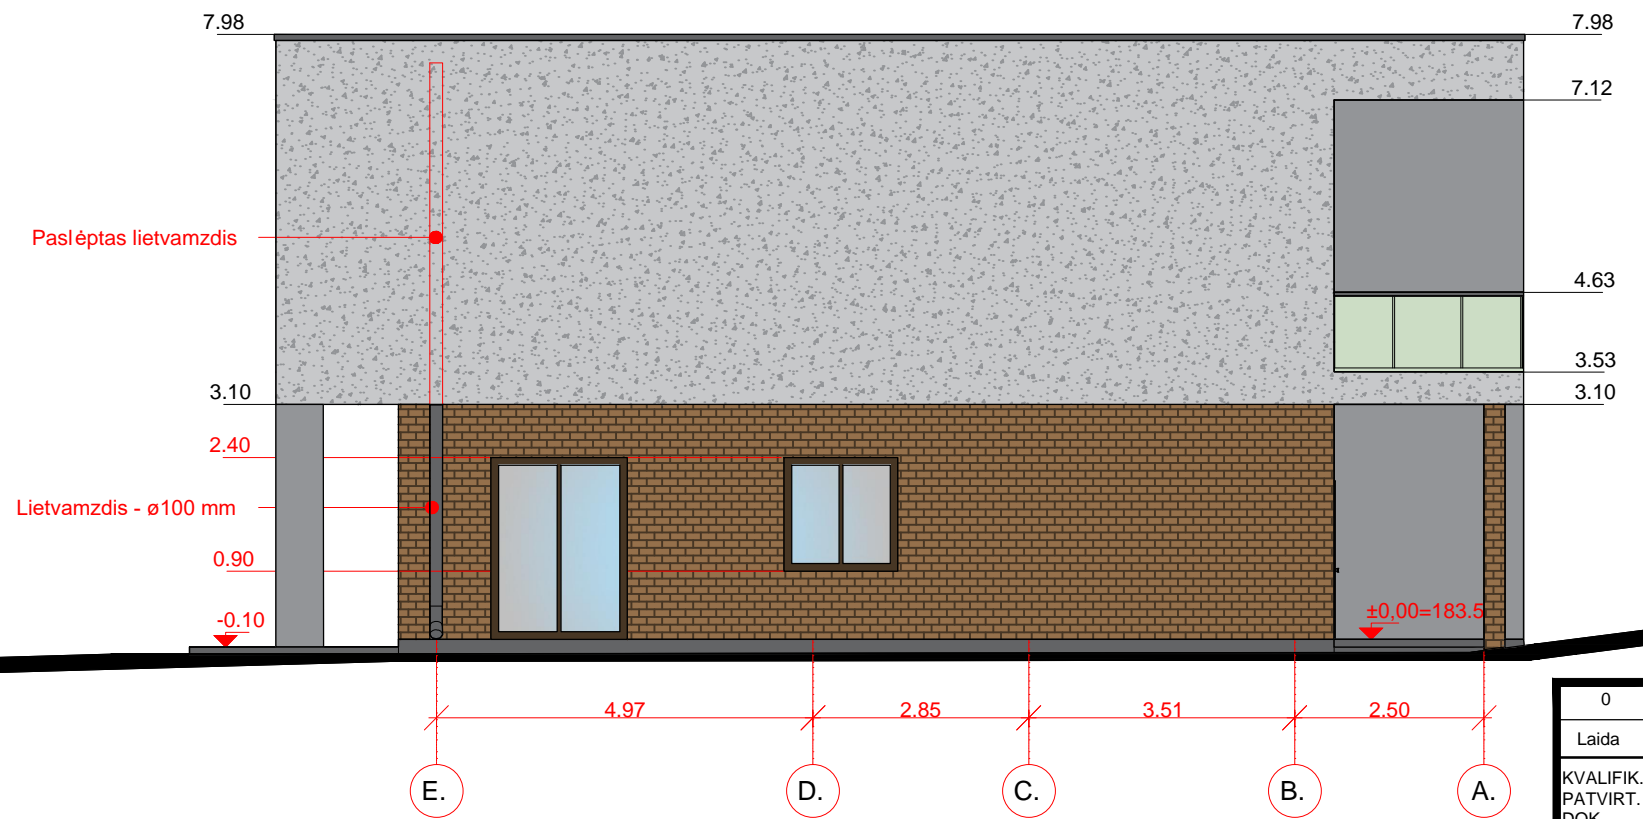 7.98
7.98
7.12
Paslėptas lietvamzdis
4.63
3.53
3.10
3.10
2.40
Lietvamzdis - ø100 mm
0.90
-0.10
±0,00=183.5
4.97
2.85
3.51
2.50
E.
D.
C.
B.
A.
0
Laida
KVALIFIK.
PATVIRT.
DOK.